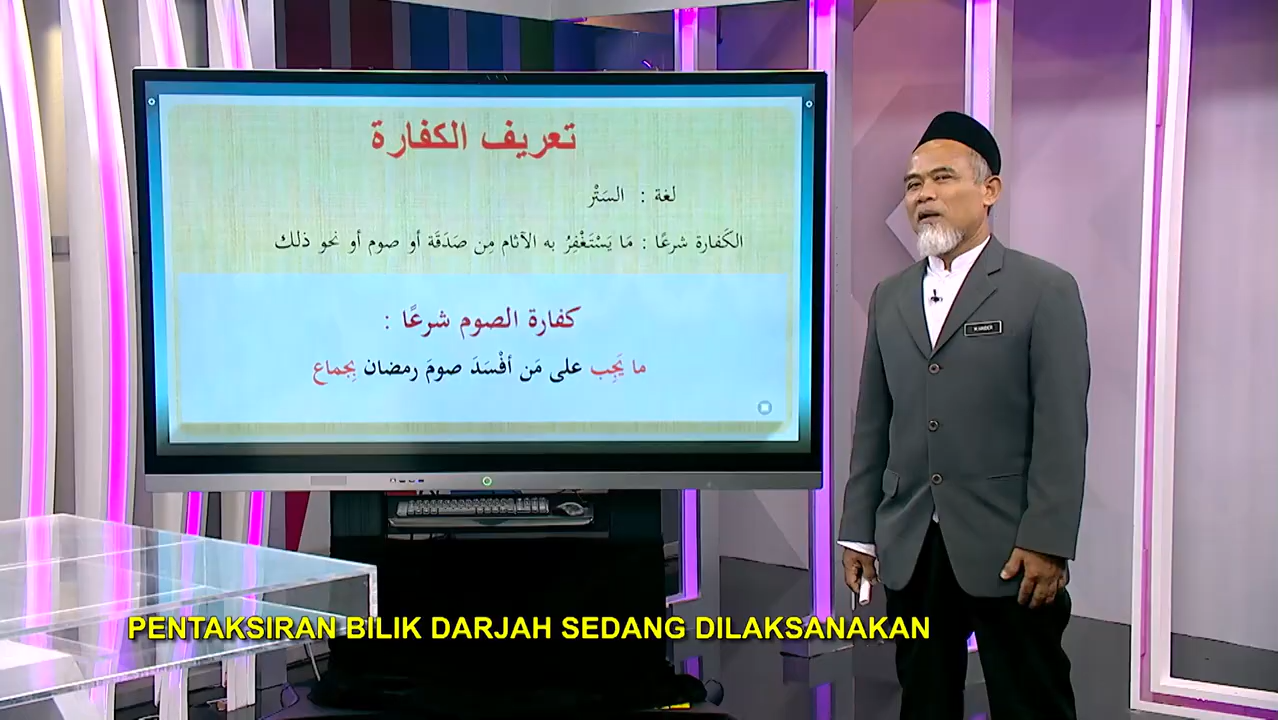 تعريف الكفارة
لغة : السَتْر
الكَفارة شرعًا : مَا يَسْتَغْفِرُ به الآثام مِن صَدَقَة أو صوم أو نحو ذلك
كفارة الصوم شرعًا :
ما يَجِب على مَن أفْسَدَ صومَ رمضان بِجماع
PENTAKSIRAN BILIK DARJAH SEDANG DILAKSANAKAN